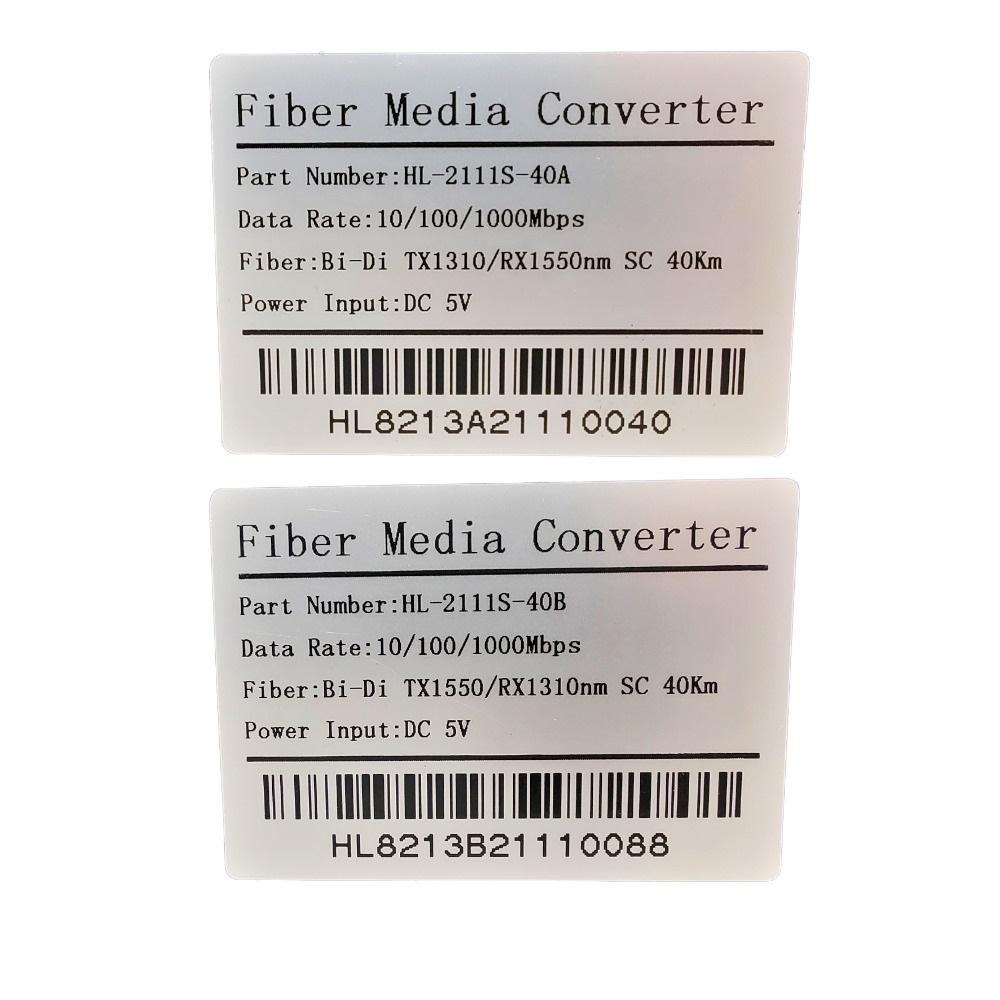 Fiber Media Converter
Part Number:HL-2111S-40A
Data Rate:10/100/1000Mbps
Fiber:Bi-Di TX1310/RX1550nm SC 40Km
Power Input:DC 5V
HL8213A21110040
Fiber Media Converter
Part Number:HL-2111S-40B
Data Rate:10/100/1000Mbps
Fiber:Bi-Di TX1550/RX1310nm SC 40Km
Power Input:DC 5V
HL8213B21110088